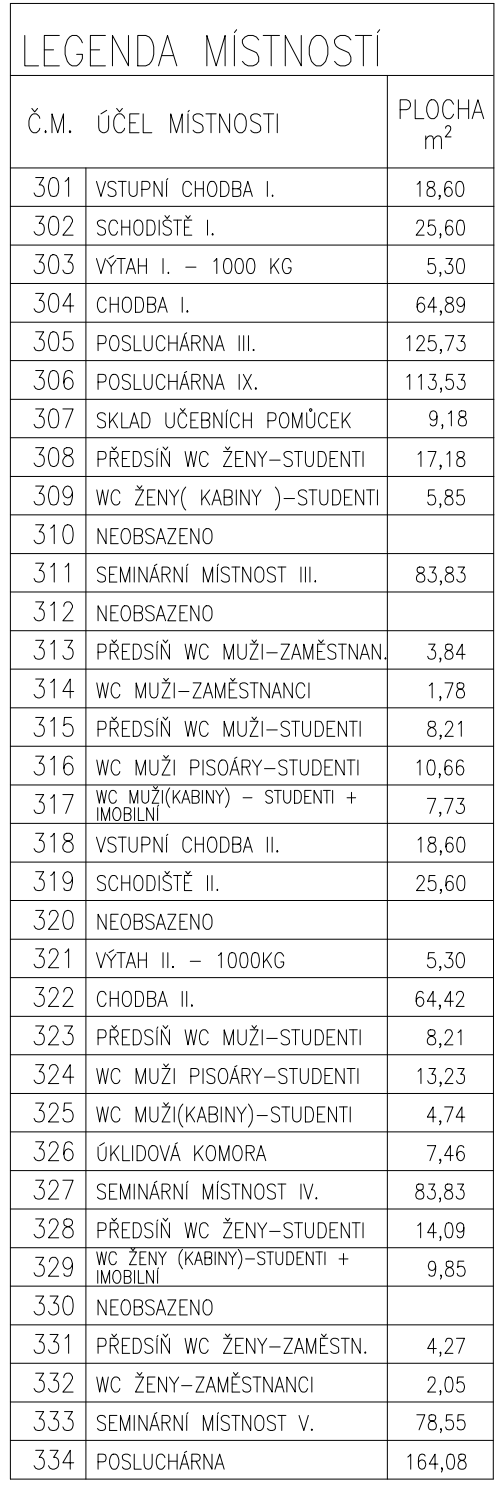 LEGENDA MÍSTNOSTÍ
Č.M. ÚČEL MÍSTNOSTI PLOCHA m²
301 VSTUPNÍ CHODBA I. 18,60
302 SCHODIŠTĚ I. 25,60
303 VÝTAH I. – 1000 KG 5,30
304 CHODBA I. 64,89
305 POSLUCHÁRNA III. 125,73
306 POSLUCHÁRNA IX. 113,53
307 SKLAD UČEBNÍCH POMŮCEK 9,18
308 PŘEDSÍŇ WC ŽENY–STUDENTI 17,18
309 WC ŽENY( KABINY )–STUDENTI 5,85
310 NEOBSAZENO
311 SEMINÁRNÍ MÍSTNOST III. 83,83
312 NEOBSAZENO
313 PŘEDSÍŇ WC MUŽI–ZAMĚSTNAN. 3,84
314 WC MUŽI–ZAMĚSTNANCI 1,78
315 PŘEDSÍŇ WC MUŽI–STUDENTI 8,21
316 WC MUŽI PISOÁRY–STUDENTI 10,66
317 WC MUŽI(KABINY) – STUDENTI +
IMOBILNÍ 7,73
318 VSTUPNÍ CHODBA II. 18,60
319 SCHODIŠTĚ II. 25,60
320 NEOBSAZENO
321 VÝTAH II. – 1000KG 5,30
322 CHODBA II. 64,42
323 PŘEDSÍŇ WC MUŽI–STUDENTI 8,21
324 WC MUŽI PISOÁRY–STUDENTI 13,23
325 WC MUŽI(KABINY)–STUDENTI 4,74
326 ÚKLIDOVÁ KOMORA 7,46
327 SEMINÁRNÍ MÍSTNOST IV. 83,83
328 PŘEDSÍŇ WC ŽENY–STUDENTI 14,09
329 WC ŽENY (KABINY)–STUDENTI +
IMOBILNÍ 9,85
330 NEOBSAZENO
331 PŘEDSÍŇ WC ŽENY–ZAMĚSTN. 4,27
332 WC ŽENY–ZAMĚSTNANCI 2,05
333 SEMINÁRNÍ MÍSTNOST V. 78,55
334 POSLUCHÁRNA 164,08